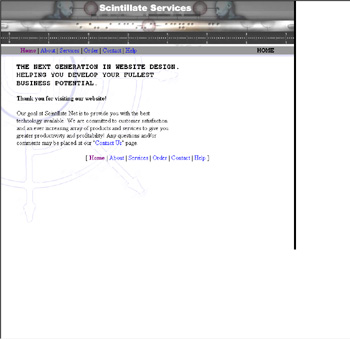 Scintillate Services
Home | About | Services | Order | Contact | Help HOME
THE NEXT GENERATION IN WEBSITE DESIGN.
HELPING YOU DEVELOP YOUR FULLEST
BUSINESS POTENTIAL.
Thank you for visiting our website!
Our goal at Scintillate.Net is to provide you with the best
technology available. We are committed to customer satisfaction
and an ever increasing array of products and services to give you
greater productivity and profitability! Any questions and/or
comments may be placed at our "Contact Us" page.
[ Home | About | Services | Order | Contact | Help ]